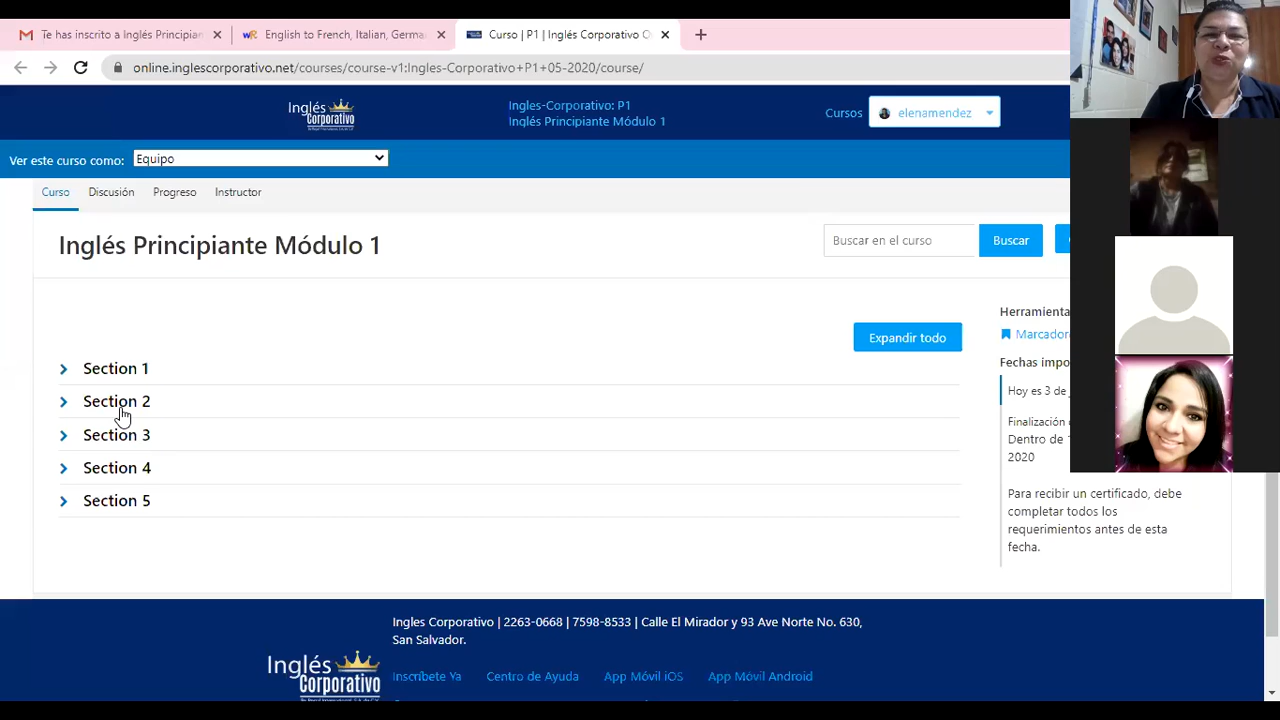 Te has inscrito a Inglés Principian
English to French, Italian, Germa
Curso | P1 | Inglés Corporativo O
online.inglescorporativo.net/courses/course-v1:Ingles-Corporativo+P1+05-2020/course/
Inglés
Corporativo
Ingles-Corporativo: P1
Inglés Principiante Módulo 1
Cursos
elenamendez
Ver este curso como:
Equipo
Curso
Discusión
Progreso
Instructor
Inglés Principiante Módulo 1
Buscar en el curso
Buscar
Expandir todo
Section 1
Section 2
Section 3
Section 4
Section 5
Herramienta
Marcador
Fechas impo
Hoy es 3 de
Finalización
Dentro de
2020
Para recibir un certificado, debe
completar todos los
requerimientos antes de esta
fecha.
Inglés
Corporativo
Ingles Corporativo | 2263-0668 | 7598-8533 | Calle El Mirador y 93 Ave Norte No. 630,
San Salvador.
Inscríbete Ya
Centro de Ayuda
App Móvil iOS
App Móvil Android